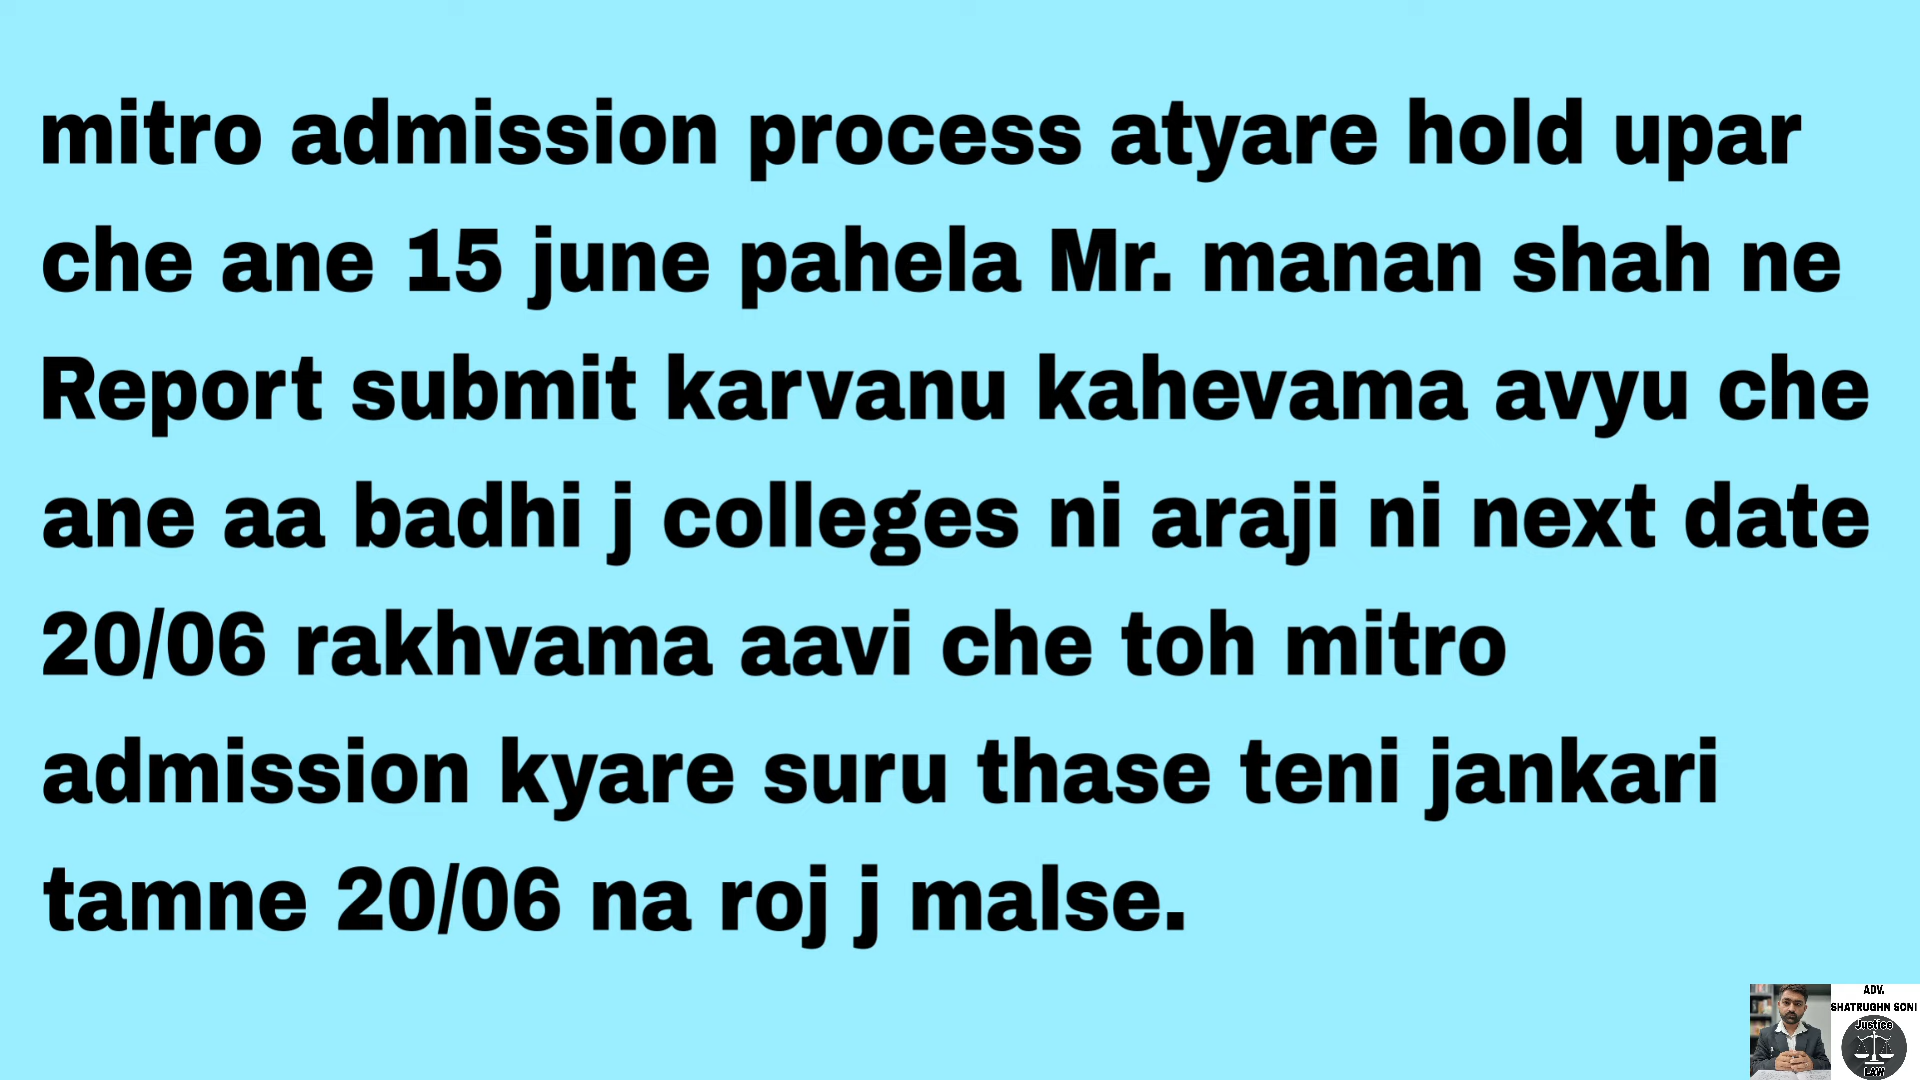 mitro admission process atyare hold upar
che ane 15 june pahela Mr. manan shah ne
Report submit karvanu kahevama avyu che
ane aa badhi j colleges ni araji ni next date
20/06 rakhvama aavi che toh mitro
admission kyare suru thase teni jankari
tamne 20/06 na roj j malse.
ADV.
SHATRUGHN SONI
Justice
LAW